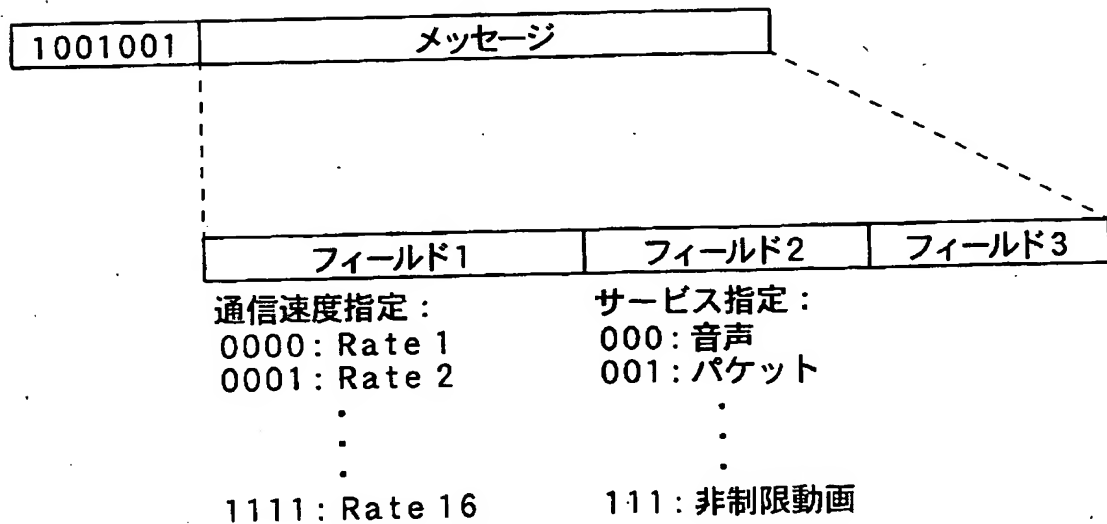 1001001 メッセージ
フィールド1 フィールド2 フィールド3
通信速度指定： サービス指定：
0000：Rate 1 000：音声
0001：Rate 2 001：パケット
1111：Rate 16 111：非制限動画